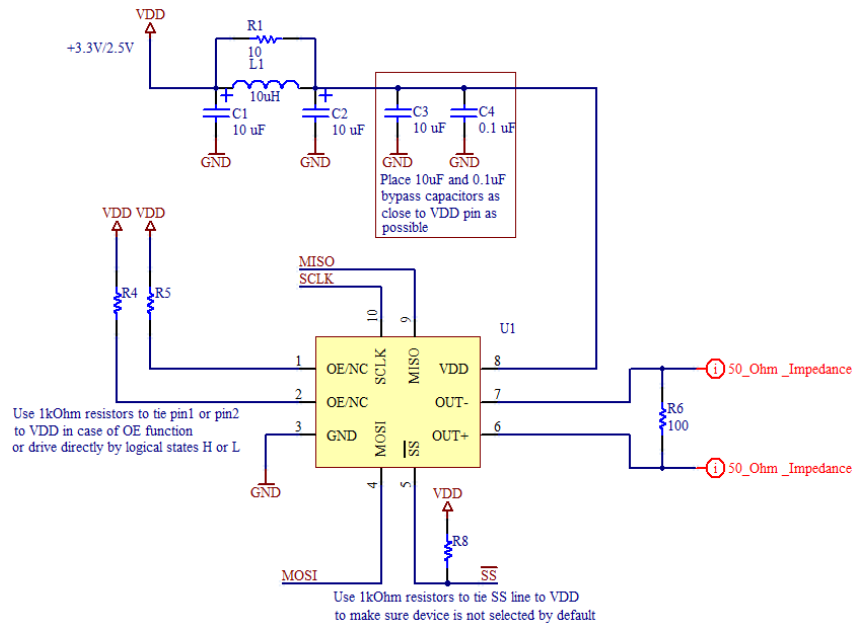 VDD
+3.3V/2.5V
R1
10
L1
10uH
+
+
C1
10 uF
C2
10 uF
C3
10 uF
C4
0.1 uF
GND
GND
GND
GND
Place 10uF and 0.1uF
bypass capacitors as
close to VDD pin as
possible
VDD
VDD
R4
R5
MISO
SCLK
10
9
U1
1
OE/NC
SCLK
MISO
VDD
8
2
OE/NC
OUT-
7
3
GND
MOSI
SS
OUT+
6
4
5
50_Ohm _Impedance
R6
100
50_Ohm _Impedance
Use 1kOhm resistors to tie pin1 or pin2
to VDD in case of OE function
or drive directly by logical states H or L
GND
VDD
R8
MOSI
SS
Use 1kOhm resistors to tie SS line to VDD
to make sure device is not selected by default